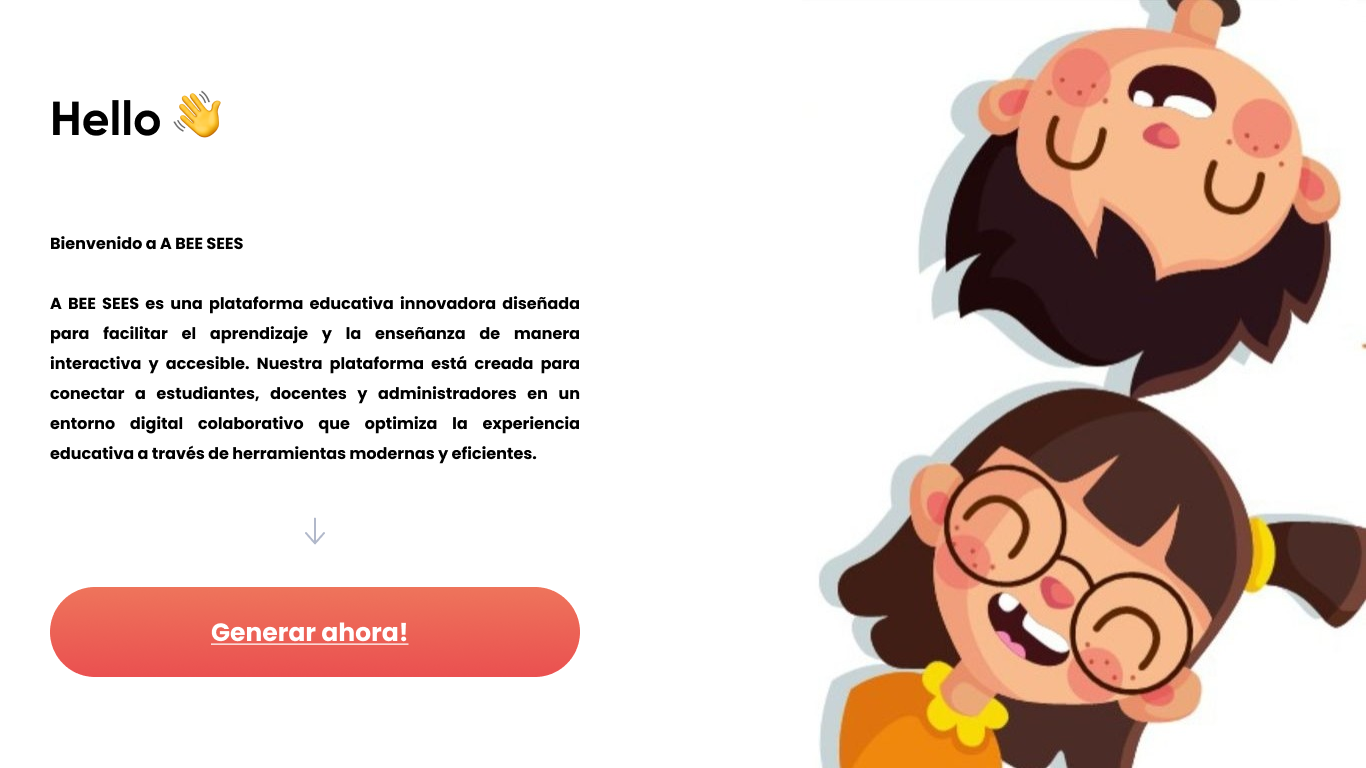 Hello 👋
Bienvenido a A BEE SEES
A BEE SEES es una plataforma educativa innovadora diseñada
para facilitar el aprendizaje y la enseñanza de manera
interactiva y accesible. Nuestra plataforma está creada para
conectar a estudiantes, docentes y administradores en un
entorno digital colaborativo que optimiza la experiencia
educativa a través de herramientas modernas y eficientes.
Generar ahora!